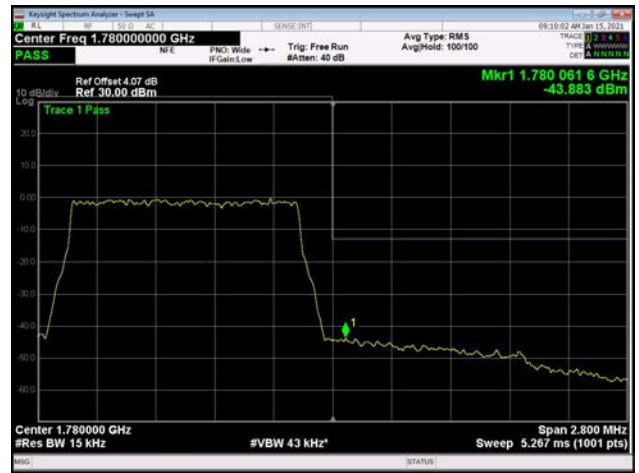 Keysight Spectrum Analyzer - Swept SA
RL RF 50 Ω AC SENSE:INT 09:10:02 AM Jan 15, 2021
Center Freq 1.780000000 GHz Avg Type: RMS TRACE 1 2 3 4 5 6
PASS NFE PNO: Wide Trig: Free Run Avg|Hold: 100/100 TYPE A WWWWW
IFGain:Low #Atten: 40 dB DET A NNNNN
Ref Offset 4.07 dB Mkr1 1.780 061 6 GHz
10 dB/div Ref 30.00 dBm -43.883 dBm
Log
Trace 1 Pass
20.0
10.0
0.00
-10.0
-20.0
-30.0
1
-40.0
-50.0
-60.0
Center 1.780000 GHz Span 2.800 MHz
#Res BW 15 kHz #VBW 43 kHz* Sweep 5.267 ms (1001 pts)
MSG STATUS